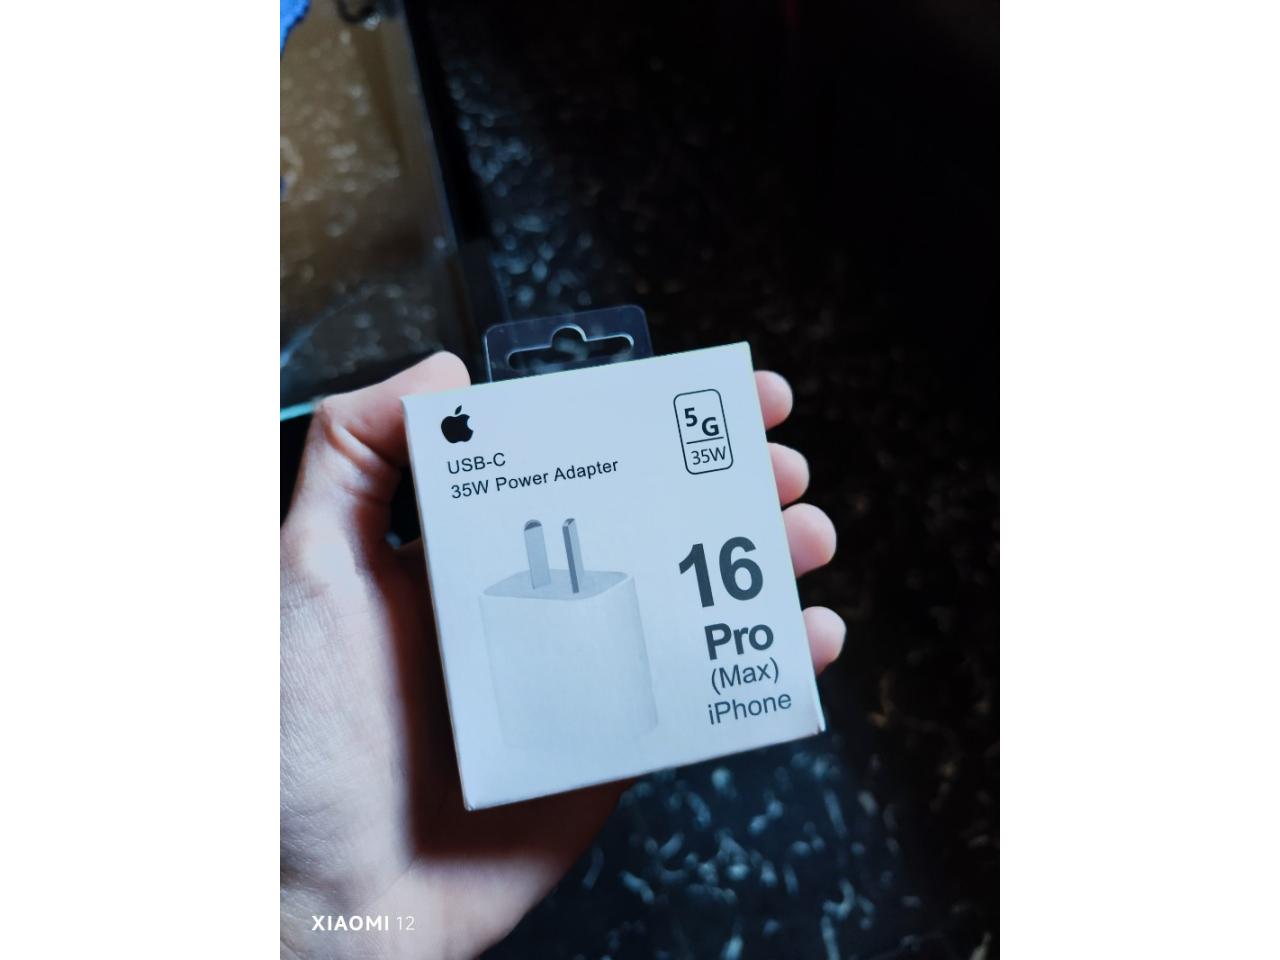 USB-C
35W Power Adapter
5G
35W
16
Pro
(Max)
iPhone
XIAOMI 12